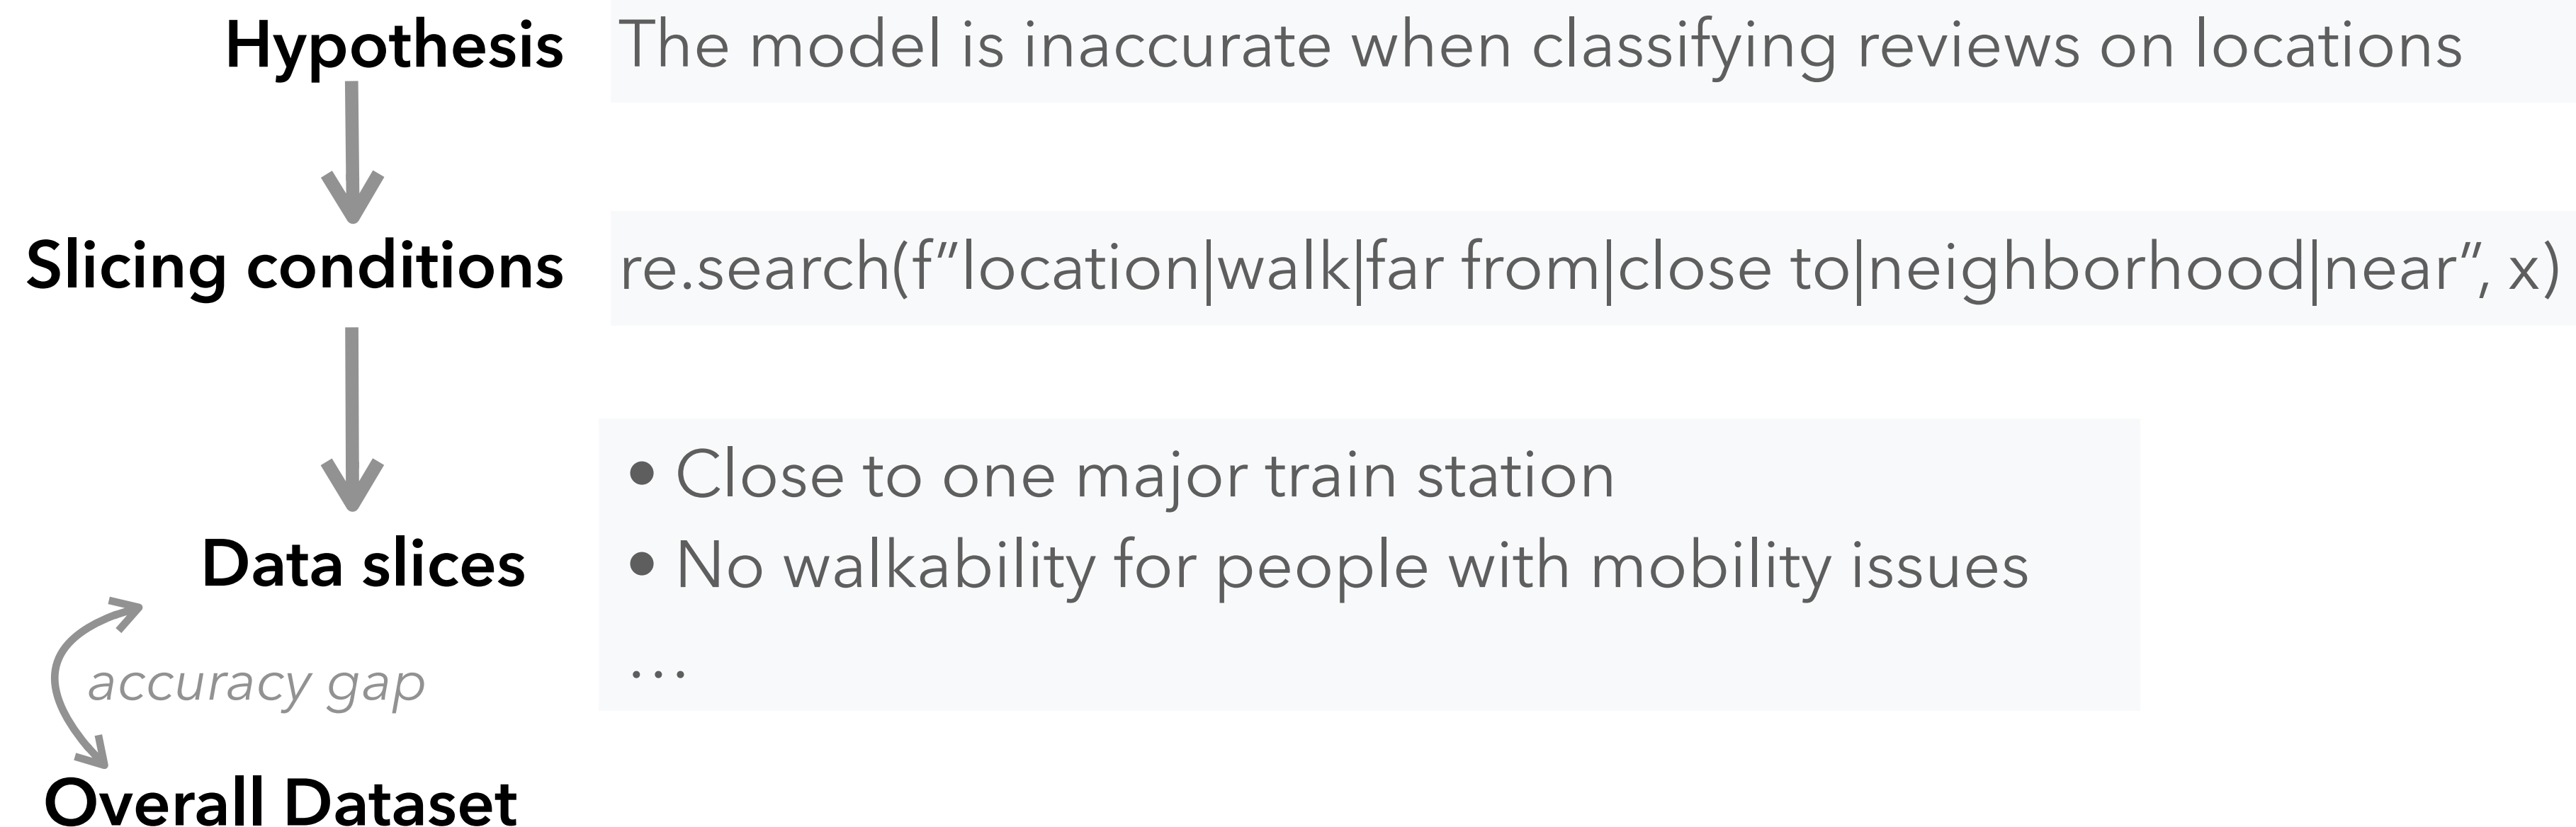 Hypothesis
The model is inaccurate when classifying reviews on locations
Slicing conditions
re.search(f”location|walk|far from|close to|neighborhood|near”, x)
Data slices
• Close to one major train station
• No walkability for people with mobility issues
…
accuracy gap
Overall Dataset